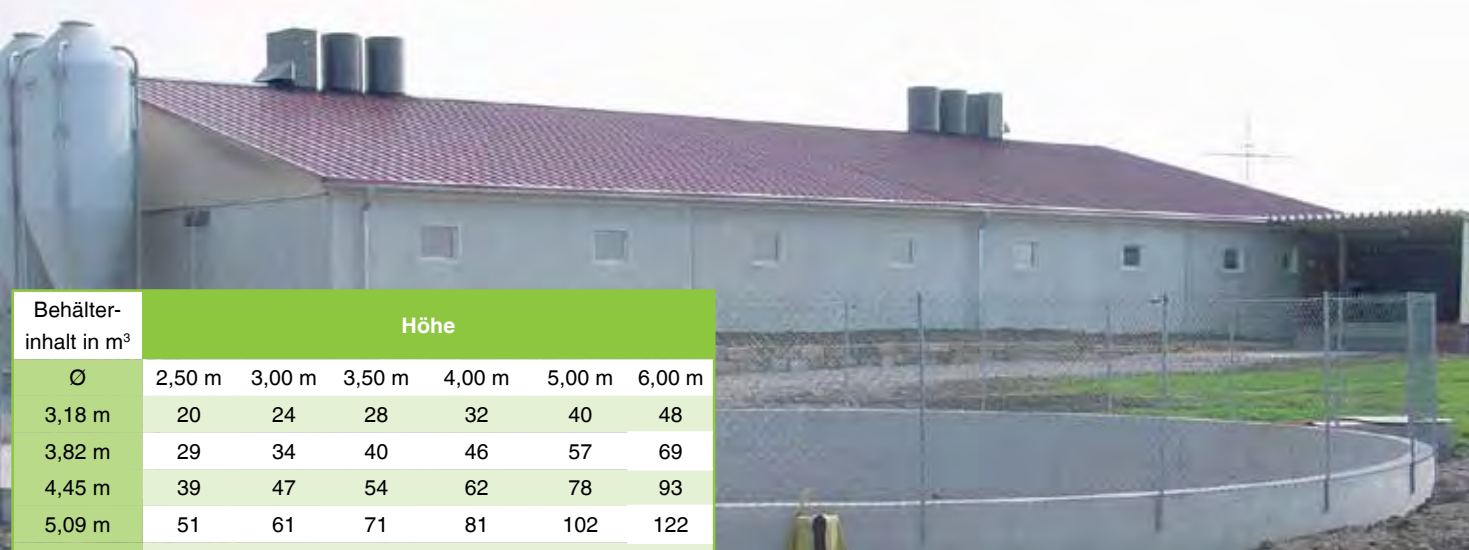 Behälter-
inhalt in m³
Höhe
Ø 2,50 m 3,00 m 3,50 m 4,00 m 5,00 m 6,00 m
3,18 m 20 24 28 32 40 48
3,82 m 29 34 40 46 57 69
4,45 m 39 47 54 62 78 93
5,09 m 51 61 71 81 102 122